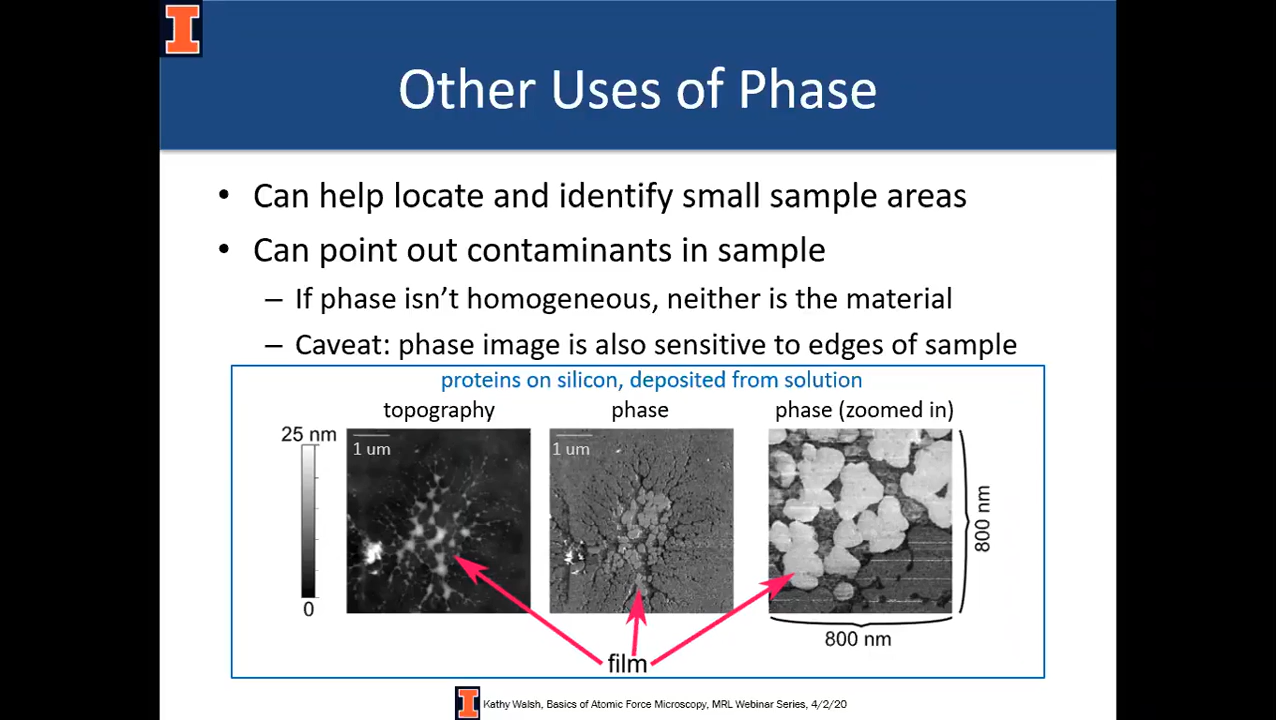 Other Uses of Phase
• Can help locate and identify small sample areas
• Can point out contaminants in sample
– If phase isn't homogeneous, neither is the material
– Caveat: phase image is also sensitive to edges of sample
proteins on silicon, deposited from solution
topography phase phase (zoomed in)
25 nm
1 um
1 um
800 nm
0
800 nm
film
I Kathy Walsh, Basics of Atomic Force Microscopy, MRL Webinar Series, 4/2/20